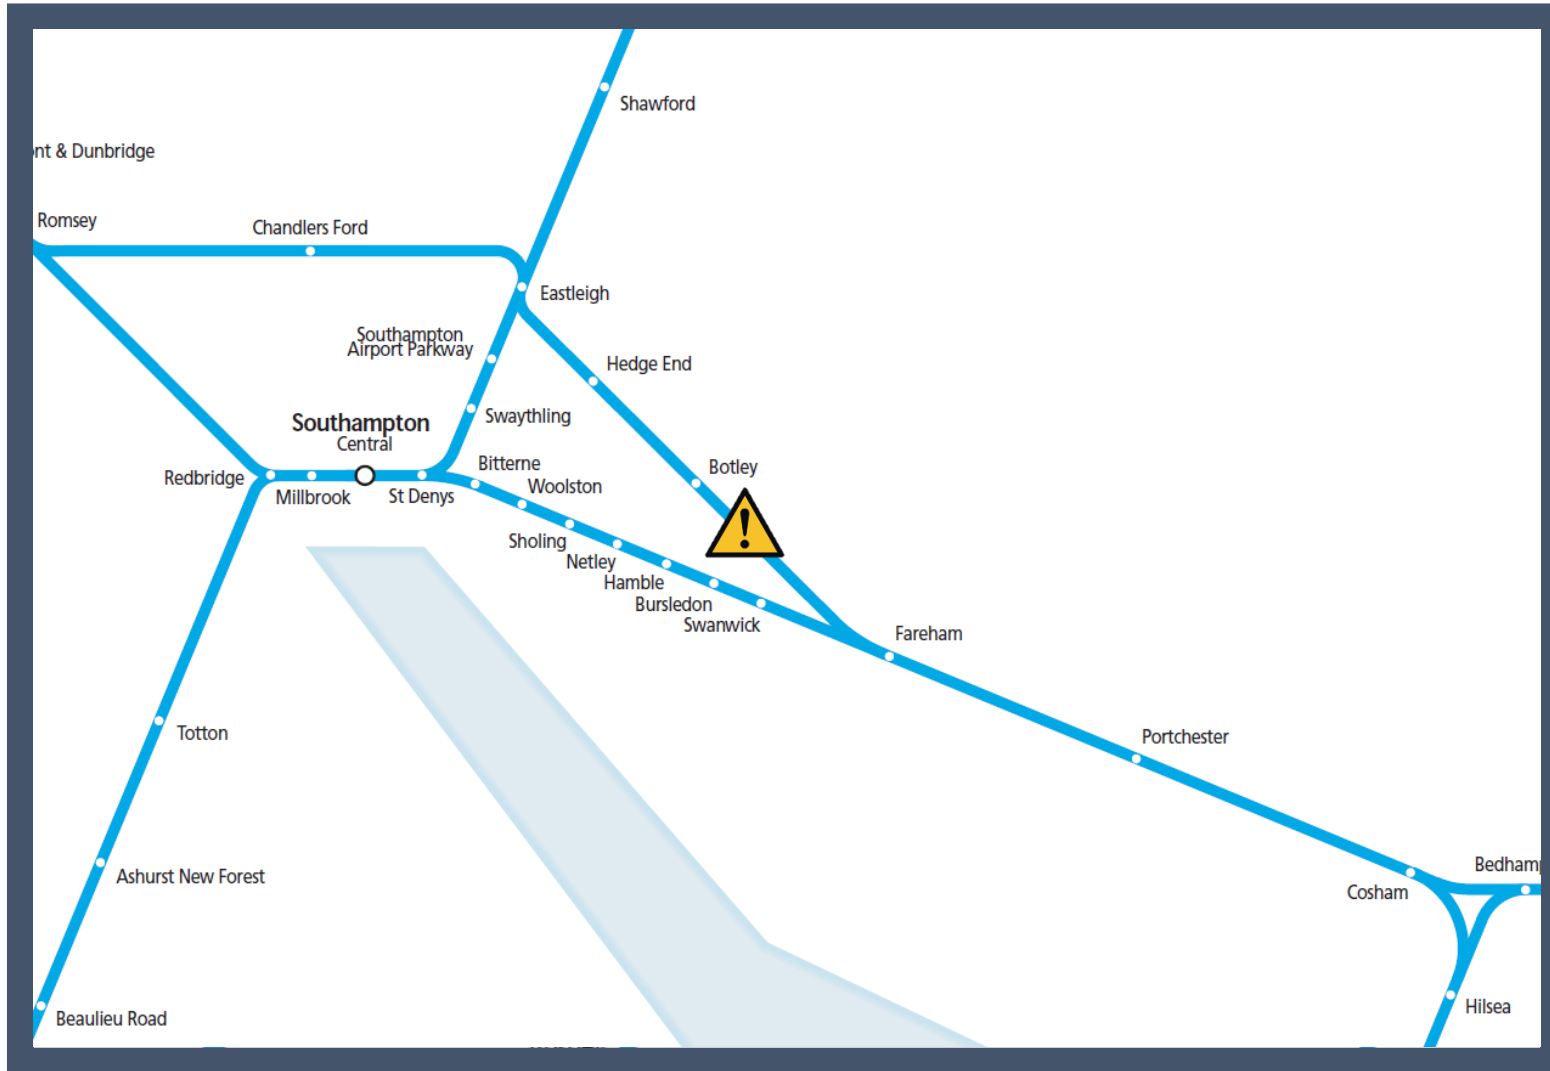 Shawford
nt & Dunbridge
Romsey
Chandlers Ford
Eastleigh
Southampton
Airport Parkway
Hedge End
Swaythling
Southampton
Central
Bitterne
Botley
Redbridge
Millbrook
St Denys
Woolston
!
Sholing
Netley
Hamble
Bursledon
Swanwick
Fareham
Totton
Portchester
Ashurst New Forest
Bedham
Cosham
Hilsea
Beaulieu Road